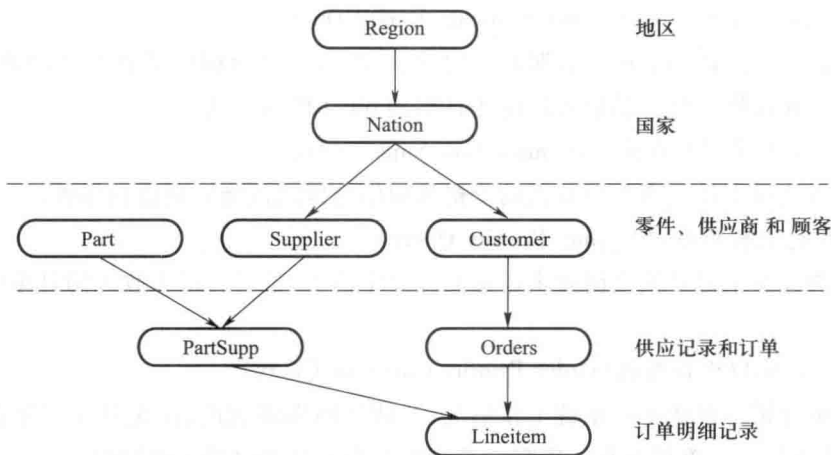 Region 地区
Nation 国家
Part Supplier Customer 零件、供应商 和 顾客
PartSupp Orders 供应记录和订单
Lineitem 订单明细记录